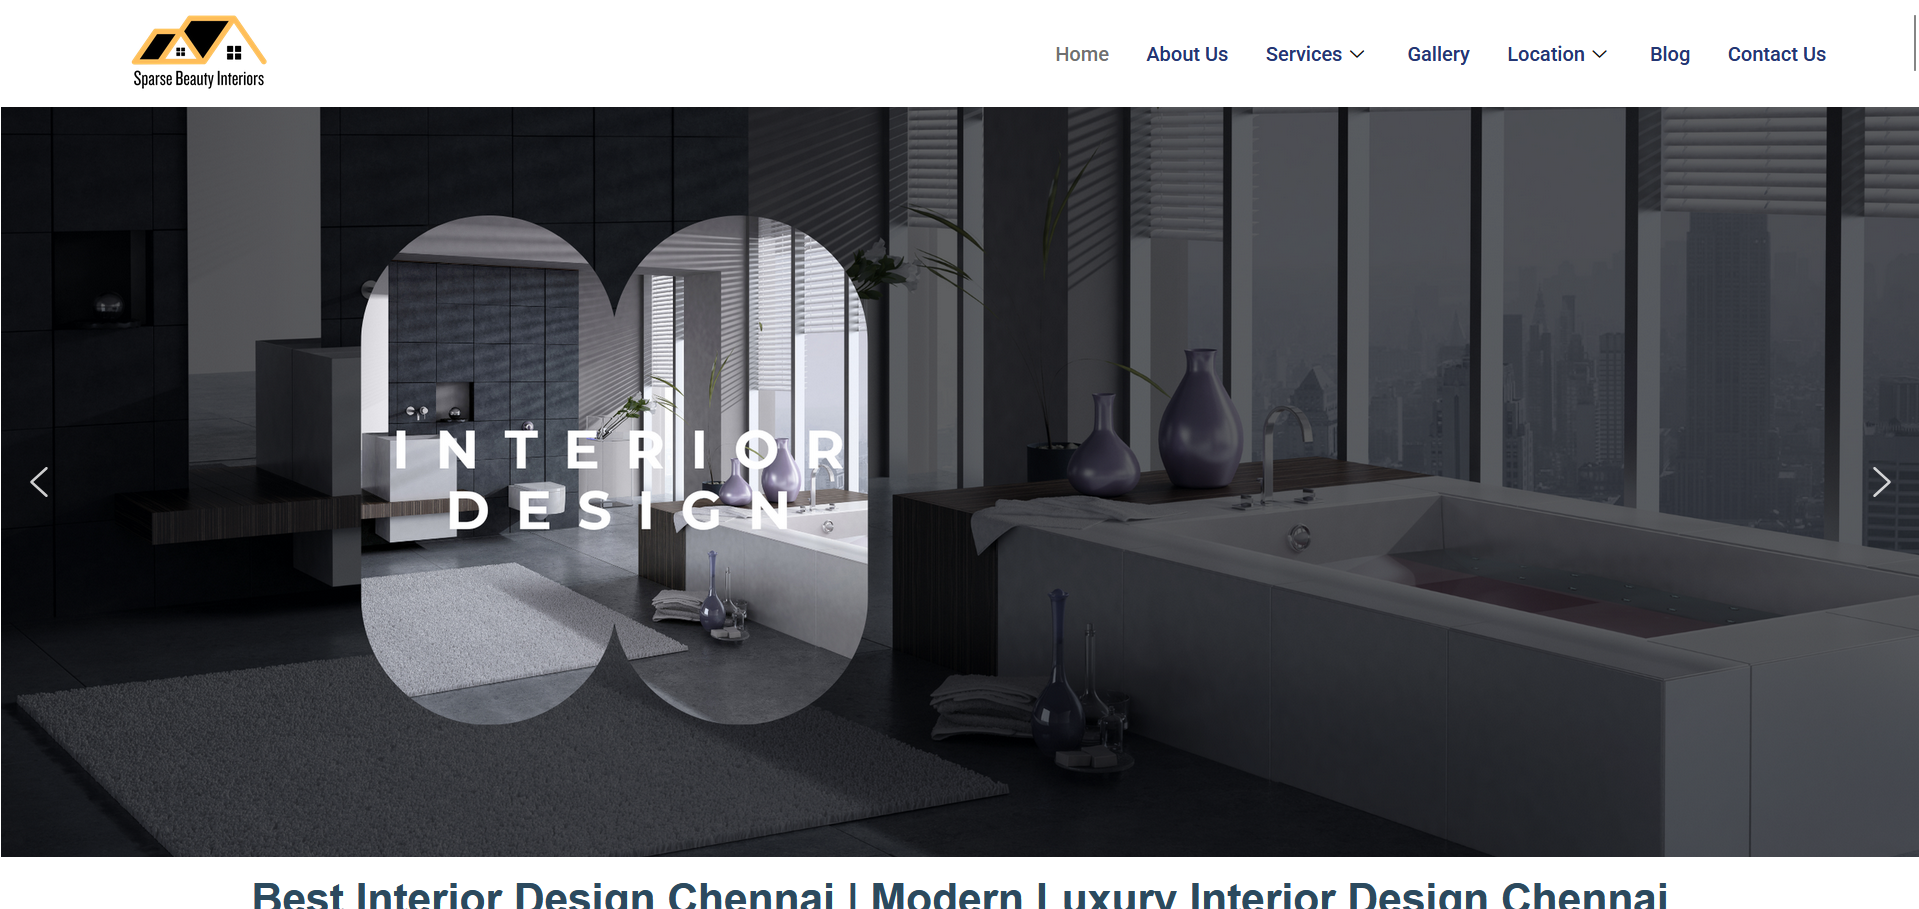 Sparse Beauty Interiors
Home About Us Services Gallery Location Blog Contact Us
INTERIOR
DESIGN
Best Interior Design Chennai | Modern Luxury Interior Design Chennai